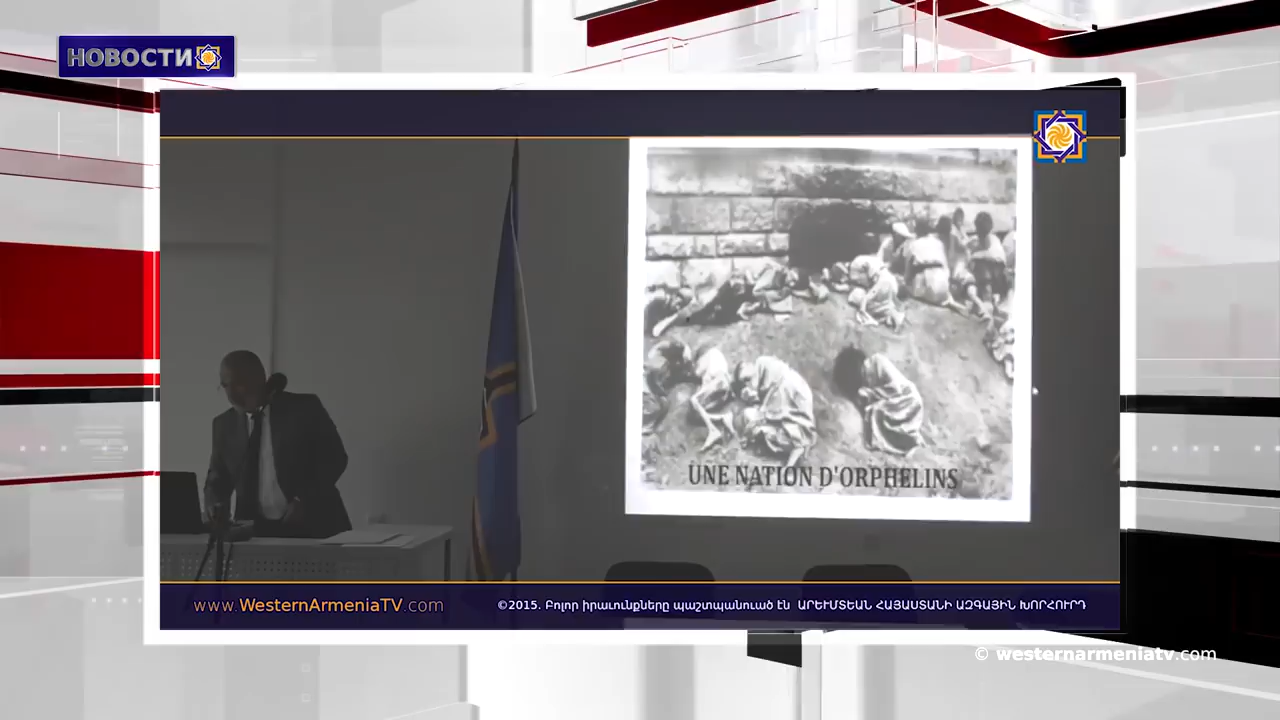 НОВОСТИ
UNE NATION D'ORPHELINS
www.WesternArmeniaTV.com
©2015. Բոլոր իրաւունքները պաշտպանուած են ԱՐԵՒՄՏԵԱՆ ՀԱՅԱՍՏԱՆԻ ԱԶԳԱՅԻՆ ԽՈՐՀՈՒՐԴ
© westernarmeniatv.com